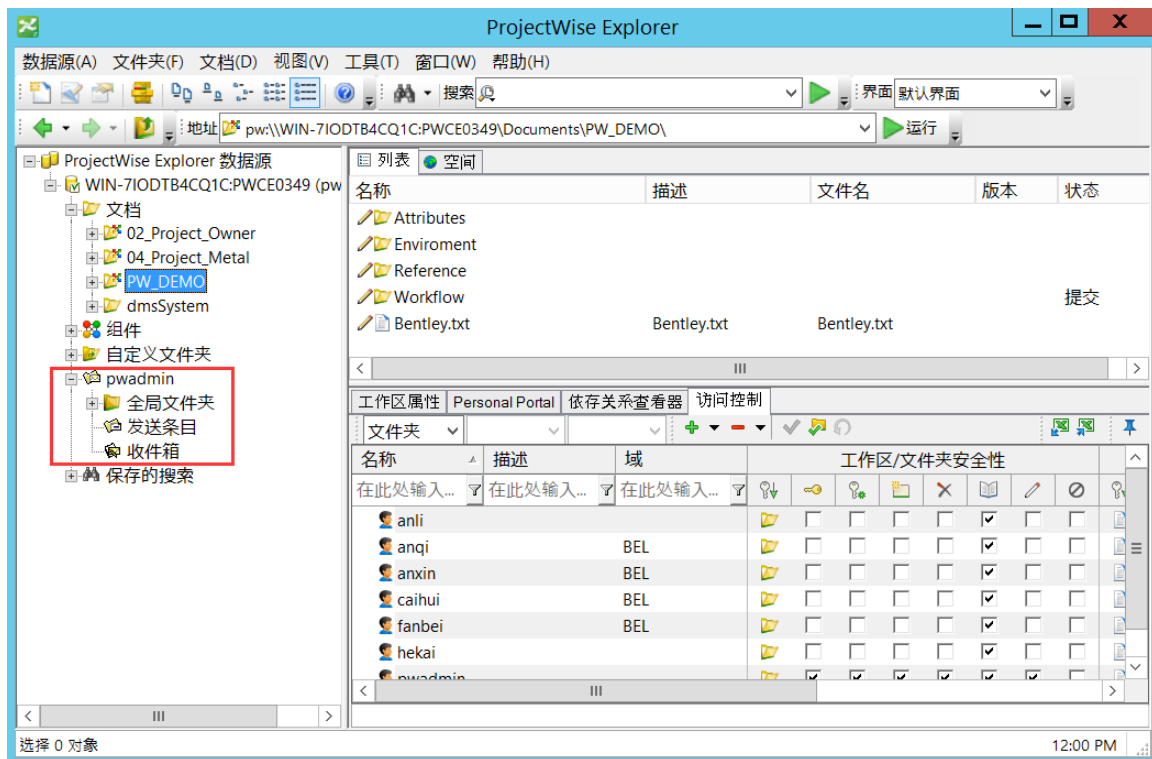 ProjectWise Explorer
数据源(A) 文件夹(F) 文档(D) 视图(V) 工具(T) 窗口(W) 帮助(H)
搜索 界面 默认界面
地址 pw:\\WIN-7IODTB4CQ1C:PWCE0349\Documents\PW_DEMO\ 运行
ProjectWise Explorer 数据源
WIN-7IODTB4CQ1C:PWCE0349 (pw
文档
02_Project_Owner
04_Project_Metal
PW_DEMO
dmsSystem
组件
自定义文件夹
pwadmin
全局文件夹
发送条目
收件箱
保存的搜索
列表 空间
名称 描述 文件名 版本 状态
Attributes
Enviroment
Reference
Workflow 提交
Bentley.txt Bentley.txt Bentley.txt
工作区属性 Personal Portal 依存关系查看器 访问控制
文件夹
名称 描述 域 工作区/文件夹安全性
在此处输入... 在此处输入... 在此处输入...
anli
anqi BEL
anxin BEL
caihui BEL
fanbei BEL
hekai
pwadmin
选择 0 对象 12:00 PM